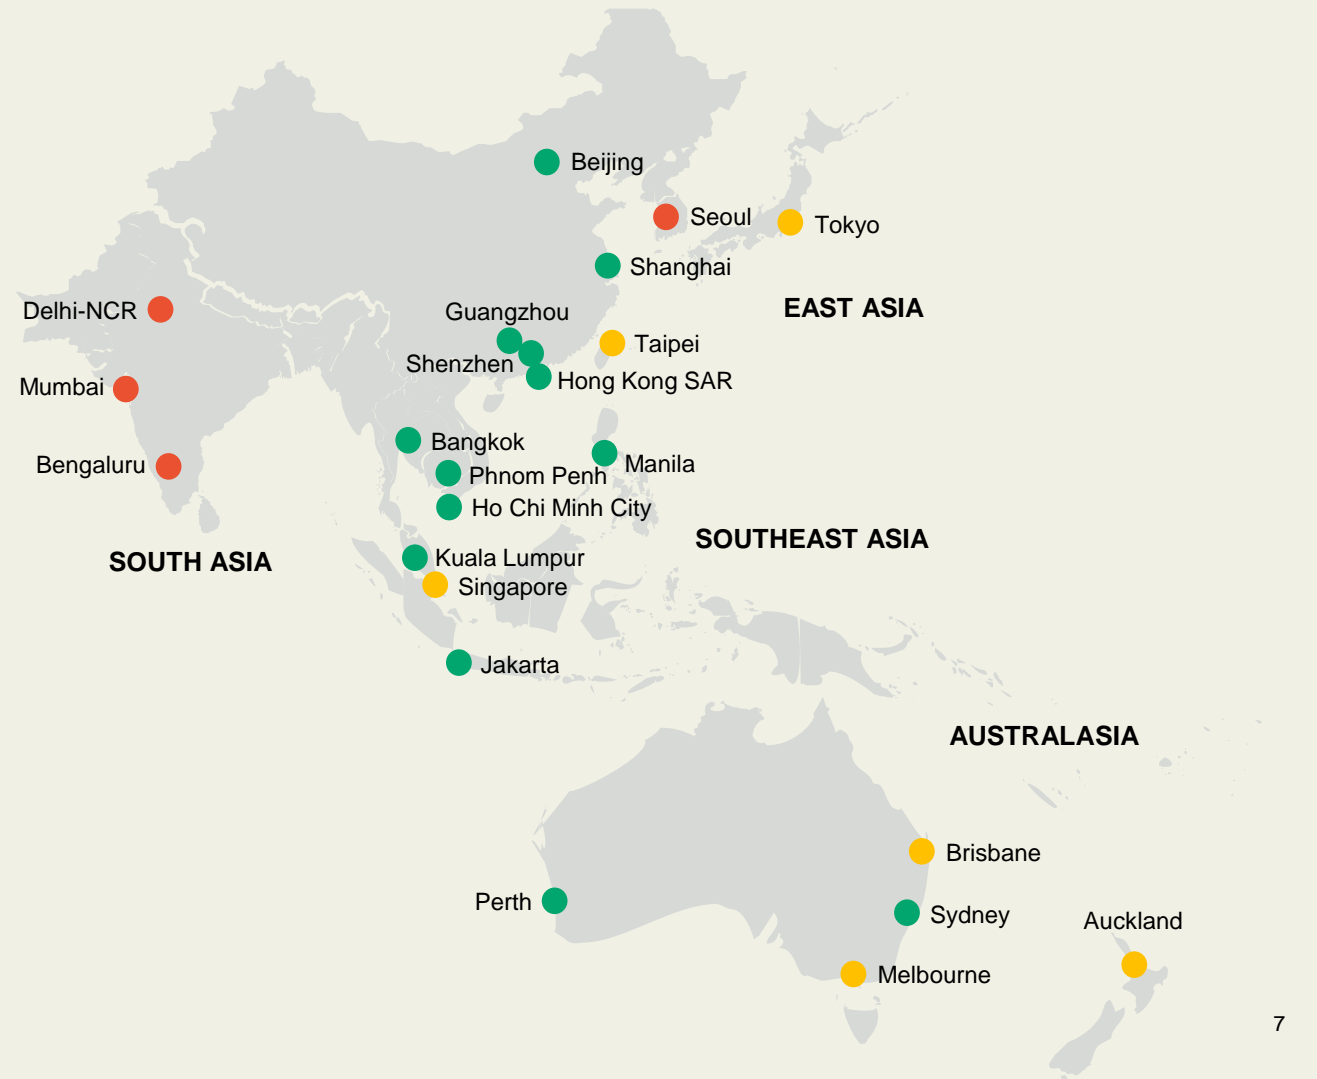 Beijing
Seoul
Tokyo
Shanghai
EAST ASIA
Delhi-NCR
Guangzhou
Taipei
Shenzhen
Hong Kong SAR
Mumbai
Bangkok
Manila
Bengaluru
Phnom Penh
Ho Chi Minh City
SOUTHEAST ASIA
SOUTH ASIA
Kuala Lumpur
Singapore
Jakarta
AUSTRALASIA
Brisbane
Perth
Sydney
Auckland
Melbourne
7